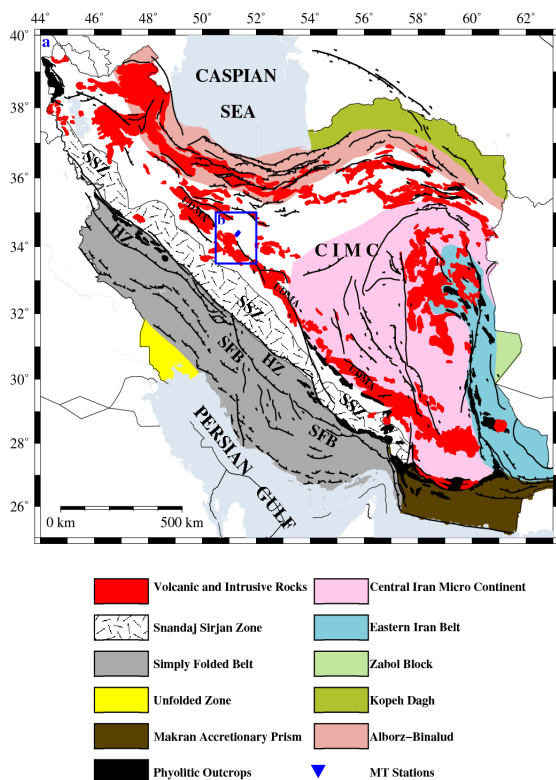 44° 46° 48° 50° 52° 54° 56° 58° 60° 62°
40°
38°
36°
34°
32°
30°
28°
26°
a
CASPIAN
SEA
SSZ
UDMA
b
HZ
CIMC
SSZ
UDMA
SFB
HZ
UDMA
SSZ
SFB
PERSIAN GULF
0 km 500 km
Volcanic and Intrusive Rocks
Central Iran Micro Continent
Snandaj Sirjan Zone
Eastern Iran Belt
Simply Folded Belt
Zabol Block
Unfolded Zone
Kopeh Dagh
Makran Accretionary Prism
Alborz-Binalud
Phyolitic Outcrops
MT Stations